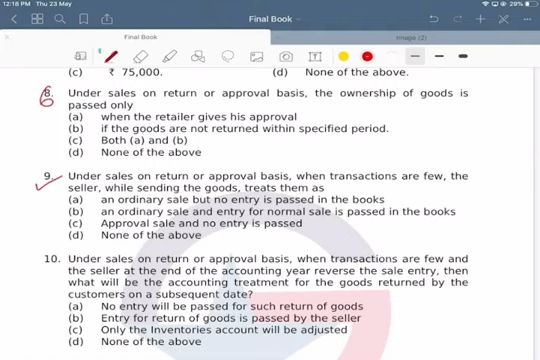 12:18 PM Thu 23 May
29%
Final Book
Final Book
image (2)
(c) ₹ 75,000. (d) None of the above.
8. Under sales on return or approval basis, the ownership of goods is
passed only
(a) when the retailer gives his approval
(b) if the goods are not returned within specified period.
(c) Both (a) and (b)
(d) None of the above
9. Under sales on return or approval basis, when transactions are few, the
seller, while sending the goods, treats them as
(a) an ordinary sale but no entry is passed in the books
(b) an ordinary sale and entry for normal sale is passed in the books
(c) Approval sale and no entry is passed
(d) None of the above
10. Under sales on return or approval basis, when transactions are few and
the seller at the end of the accounting year reverse the sale entry, then
what will be the accounting treatment for the goods returned by the
customers on a subsequent date?
(a) No entry will be passed for such return of goods
(b) Entry for return of goods is passed by the seller
(c) Only the Inventories account will be adjusted
(d) None of the above